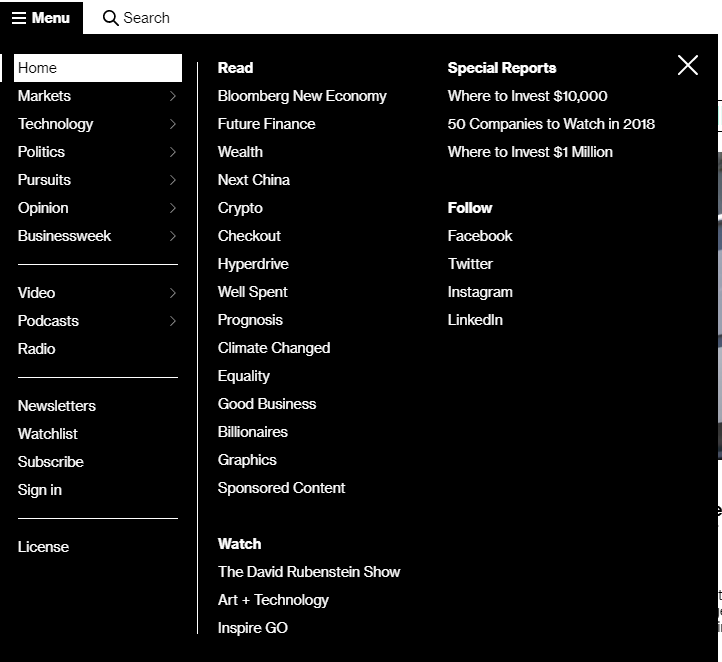 Menu
Search
Home
Markets
Technology
Politics
Pursuits
Opinion
Businessweek
Video
Podcasts
Radio
Newsletters
Watchlist
Subscribe
Sign in
License
Read
Bloomberg New Economy
Future Finance
Wealth
Next China
Crypto
Checkout
Hyperdrive
Well Spent
Prognosis
Climate Changed
Equality
Good Business
Billionaires
Graphics
Sponsored Content
Watch
The David Rubenstein Show
Art + Technology
Inspire GO
Special Reports
Where to Invest $10,000
50 Companies to Watch in 2018
Where to Invest $1 Million
Follow
Facebook
Twitter
Instagram
LinkedIn